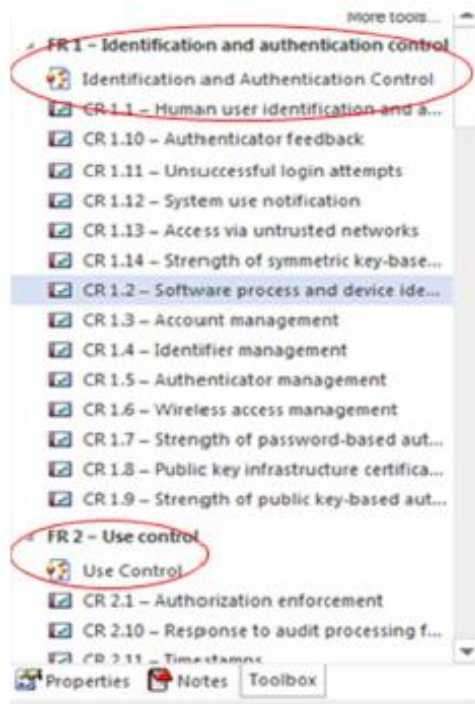 More tools...
FR 1 – Identification and authentication control
Identification and Authentication Control
CR 1.1 – Human user identification and a...
CR 1.10 – Authenticator feedback
CR 1.11 – Unsuccessful login attempts
CR 1.12 – System use notification
CR 1.13 – Access via untrusted networks
CR 1.14 – Strength of symmetric key-base...
CR 1.2 – Software process and device ide...
CR 1.3 – Account management
CR 1.4 – Identifier management
CR 1.5 – Authenticator management
CR 1.6 – Wireless access management
CR 1.7 – Strength of password-based aut...
CR 1.8 – Public key infrastructure certifica...
CR 1.9 – Strength of public key-based aut...
FR 2 – Use control
Use Control
CR 2.1 – Authorization enforcement
CR 2.10 – Response to audit processing f...
CR 2.11 – Timestamps
Properties Notes Toolbox